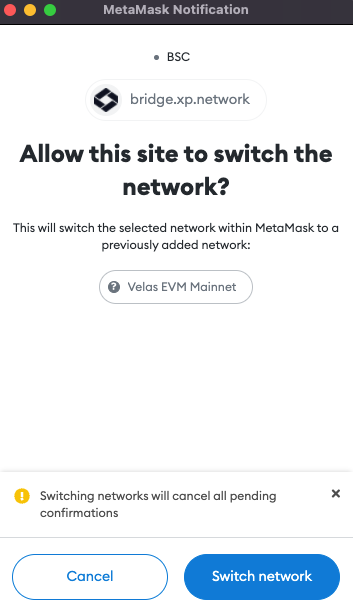 MetaMask Notification
BSC
bridge.xp.network
Allow this site to switch the
network?
This will switch the selected network within MetaMask to a
previously added network:
? Velas EVM Mainnet
! Switching networks will cancel all pending
confirmations
Cancel
Switch network